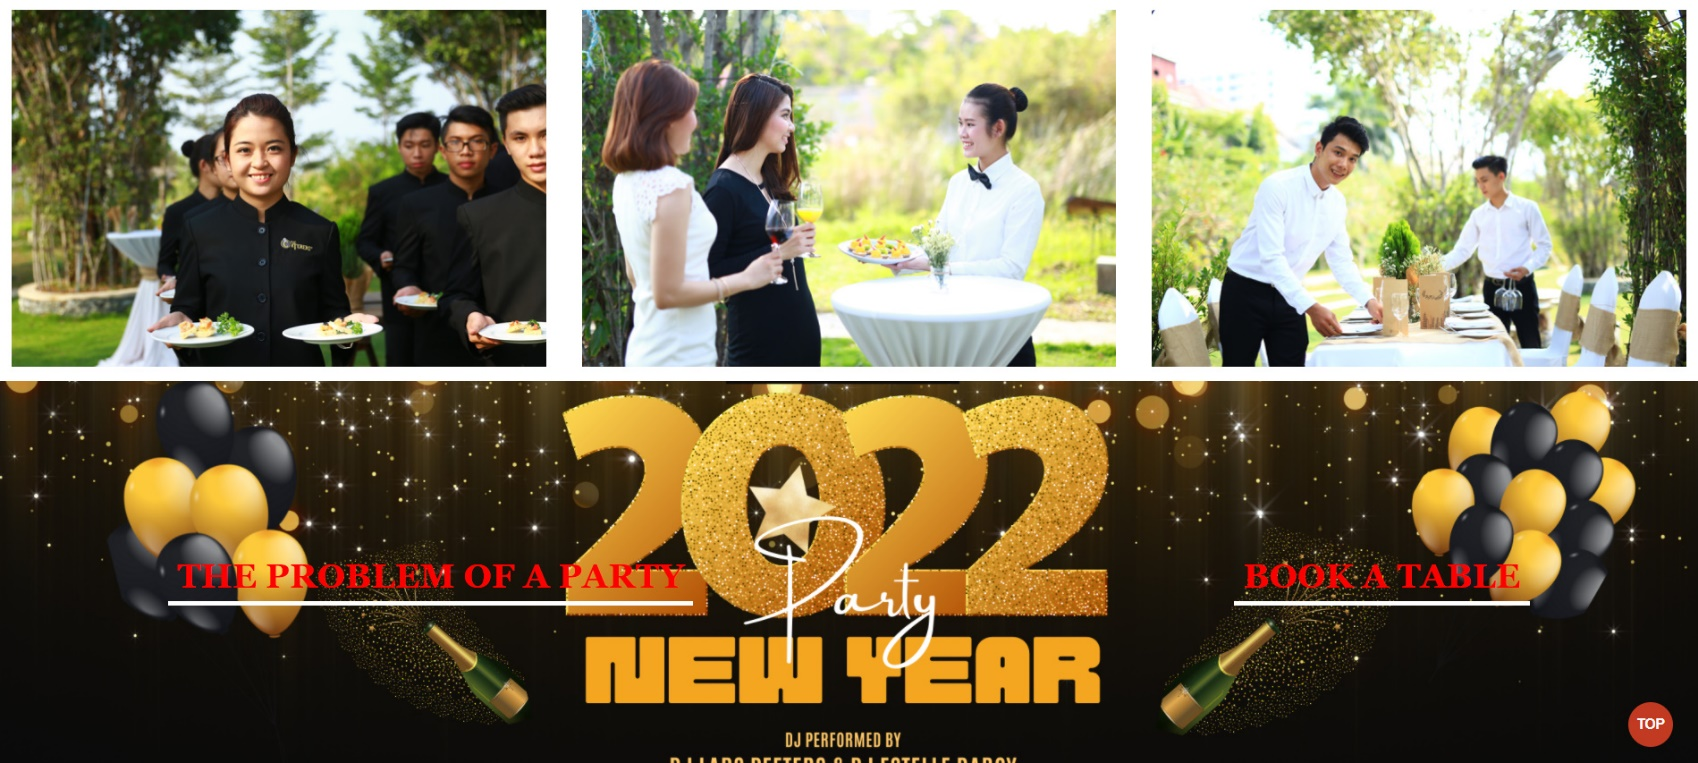 2022
Party
NEW YEAR
THE PROBLEM OF A PARTY
BOOK A TABLE
DJ PERFORMED BY
TOP